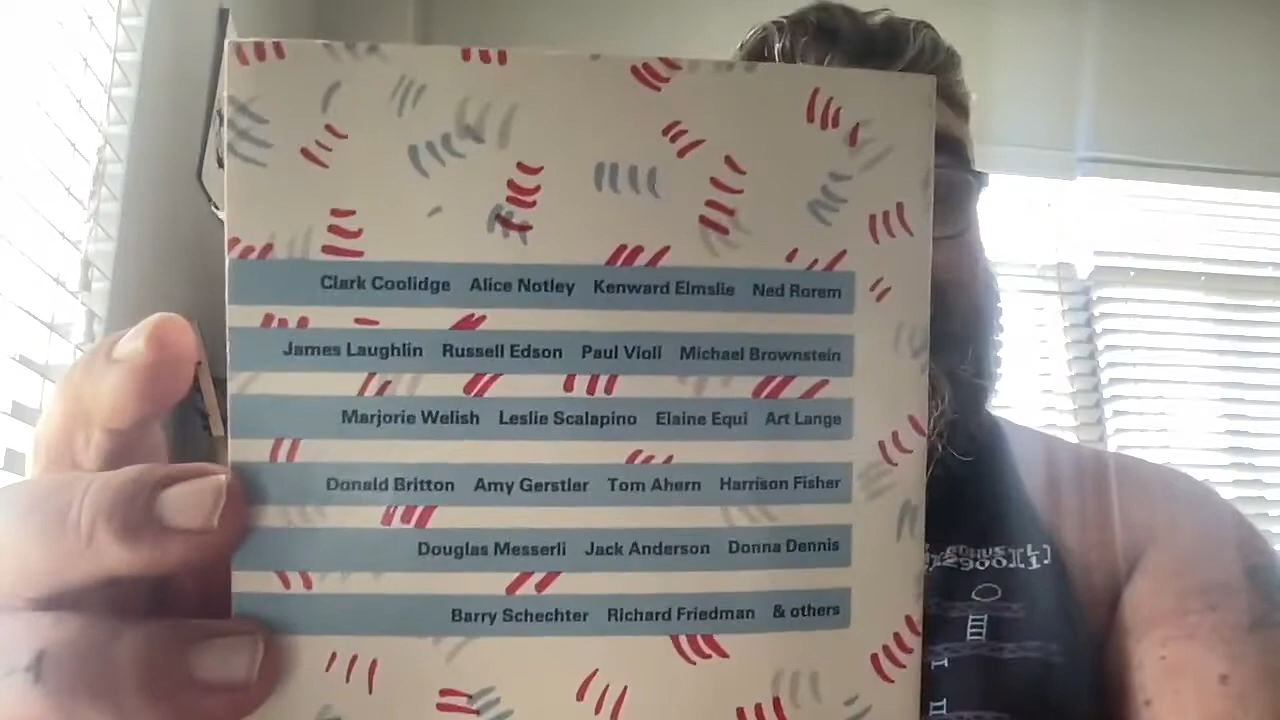 Clark Coolidge Alice Notley Kenward Elmslie Ned Rorem
James Laughlin Russell Edson Paul Violi Michael Brownstein
Marjorie Welish Leslie Scalapino Elaine Equi Art Lange
Donald Britton Amy Gerstler Tom Ahern Harrison Fisher
Douglas Messerli Jack Anderson Donna Dennis
Barry Schechter Richard Friedman & others